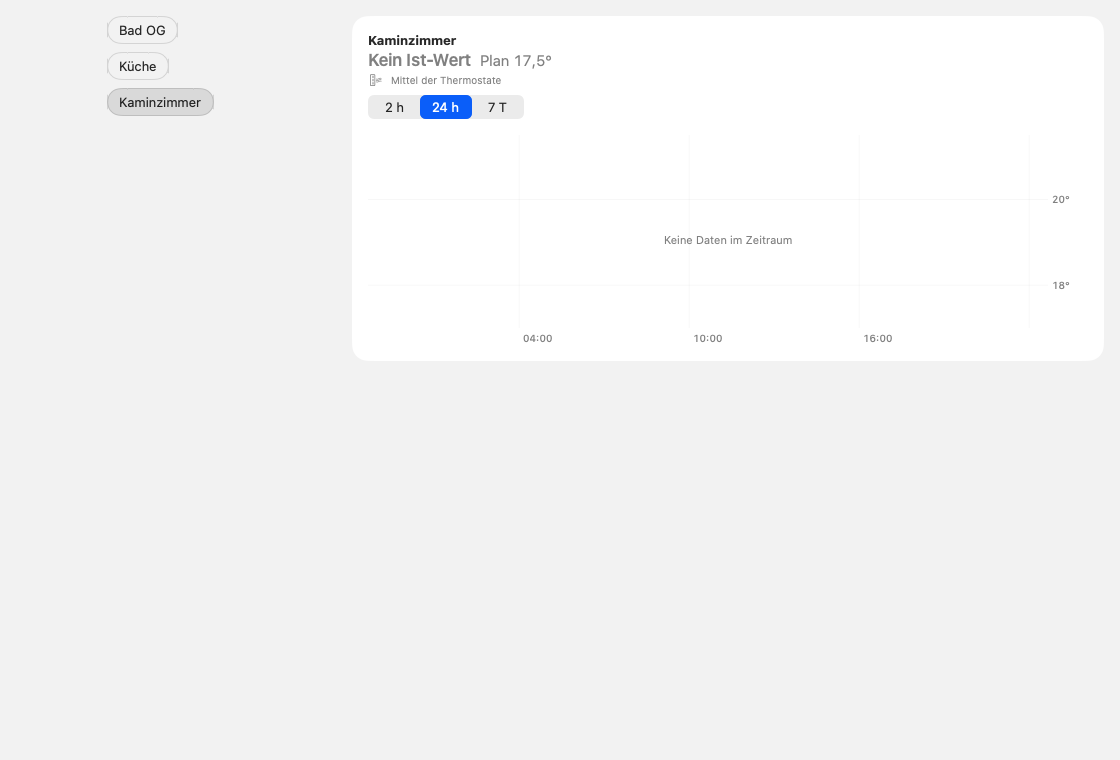 Bad OG
Küche
Kaminzimmer
Kaminzimmer
Kein Ist-Wert Plan 17,5°
Mittel der Thermostate
2 h 24 h 7 T
20°
Keine Daten im Zeitraum
18°
04:00 10:00 16:00